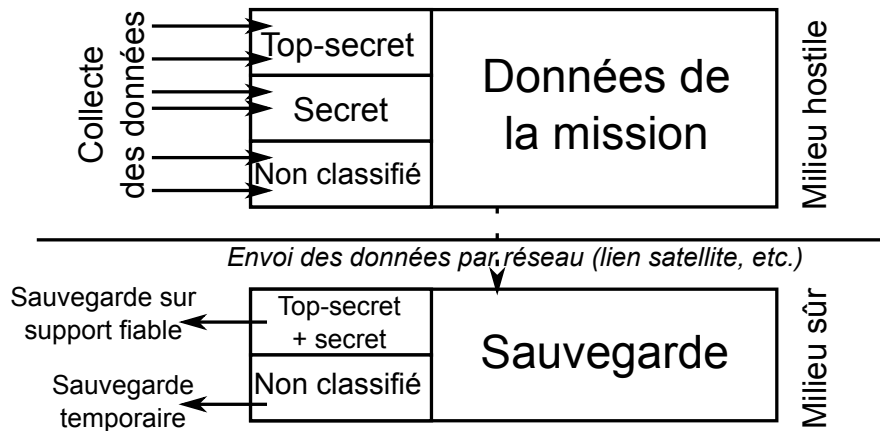 Collecte
des données
Top-secret
Secret
Non classifié
Données de
la mission
Milieu hostile
Envoi des données par réseau (lien satellite, etc.)
Sauvegarde sur
support fiable
Sauvegarde
temporaire
Top-secret
+ secret
Non classifié
Sauvegarde
Milieu sûr